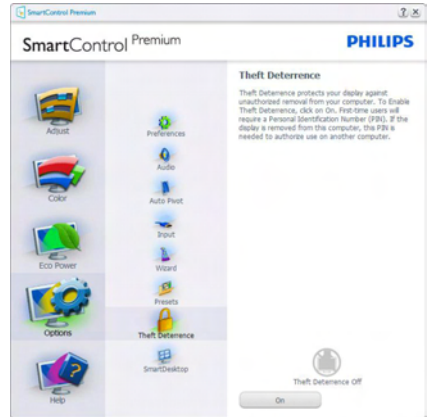 SmartControl Premium
SmartControl Premium
PHILIPS
Adjust
Color
Eco Power
Options
Help
Preferences
Audio
Auto Pivot
Input
Wizard
Presets
Theft Deterrence
SmartDesktop
Theft Deterrence
Theft Deterrence protects your display against
unauthorized removal from your computer. To Enable
Theft Deterrence, click on On. First-time users will
require a Personal Identification Number (PIN). If the
display is removed from this computer, this PIN is
needed to authorize use on another computer.
Theft Deterrence Off
On